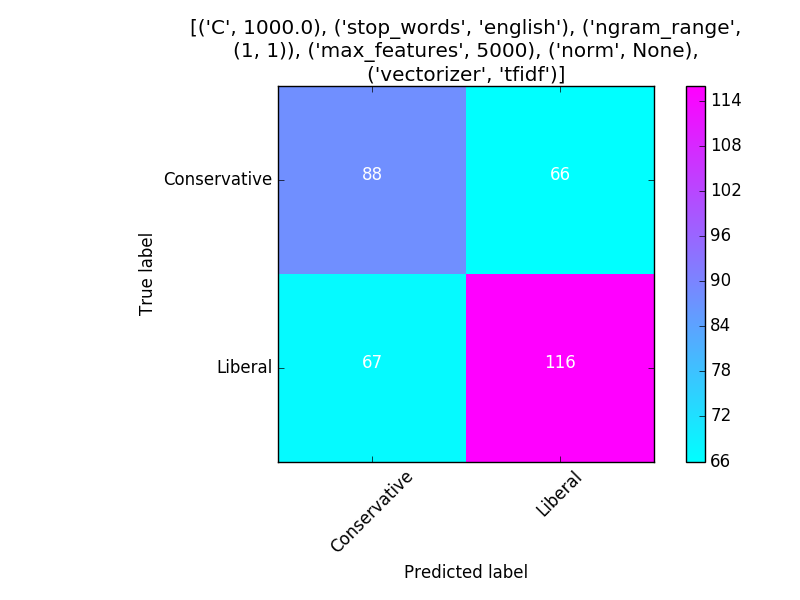 [('C', 1000.0), ('stop_words', 'english'), ('ngram_range',
(1, 1)), ('max_features', 5000), ('norm', None),
('vectorizer', 'tfidf')]
114
108
102
96
90
84
78
72
66
True label
Conservative
88
66
Liberal
67
116
Conservative
Liberal
Predicted label